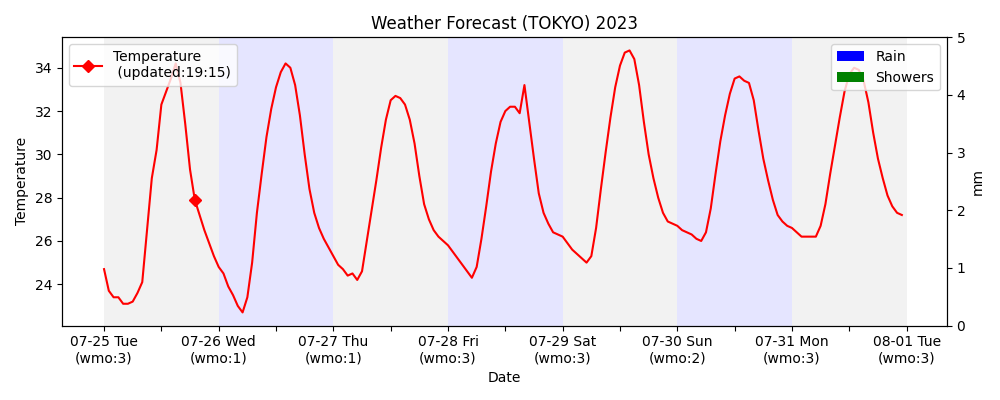 Weather Forecast (TOKYO) 2023
Temperature
(updated:19:15)
Rain
Showers
34
32
30
28
26
24
Temperature
5
4
3
2
1
0
mm
07-25 Tue 07-26 Wed 07-27 Thu 07-28 Fri 07-29 Sat 07-30 Sun 07-31 Mon 08-01 Tue
(wmo:3) (wmo:1) (wmo:1) (wmo:3) (wmo:3) (wmo:2) (wmo:3) (wmo:3)
Date